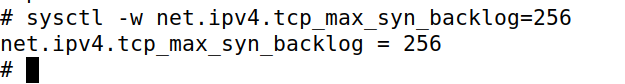 # sysctl -w net.ipv4.tcp_max_syn_backlog=256
net.ipv4.tcp_max_syn_backlog = 256
#